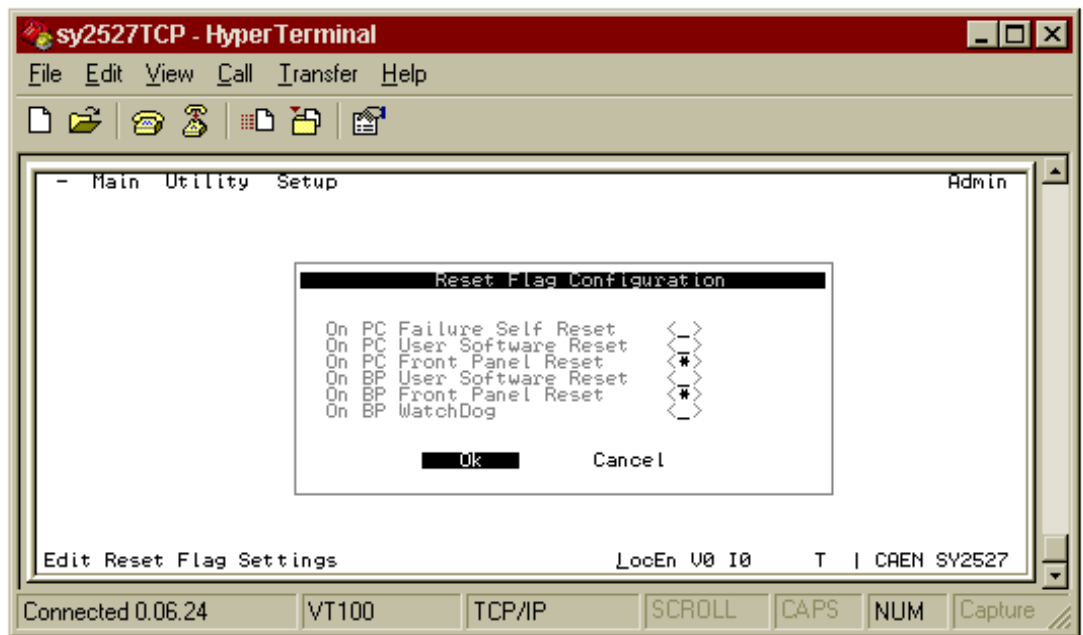 sy2527TCP - HyperTerminal
File Edit View Call Transfer Help
- Main Utility Setup Admin
Reset Flag Configuration
On PC Failure Self Reset <_>
On PC User Software Reset <_>
On PC Front Panel Reset <*>
On BP User Software Reset <_>
On BP Front Panel Reset <*>
On BP WatchDog <_>
Ok Cancel
Edit Reset Flag Settings LocEn V0 I0 T | CAEN SY2527
Connected 0.06.24 VT100 TCP/IP SCROLL CAPS NUM Capture